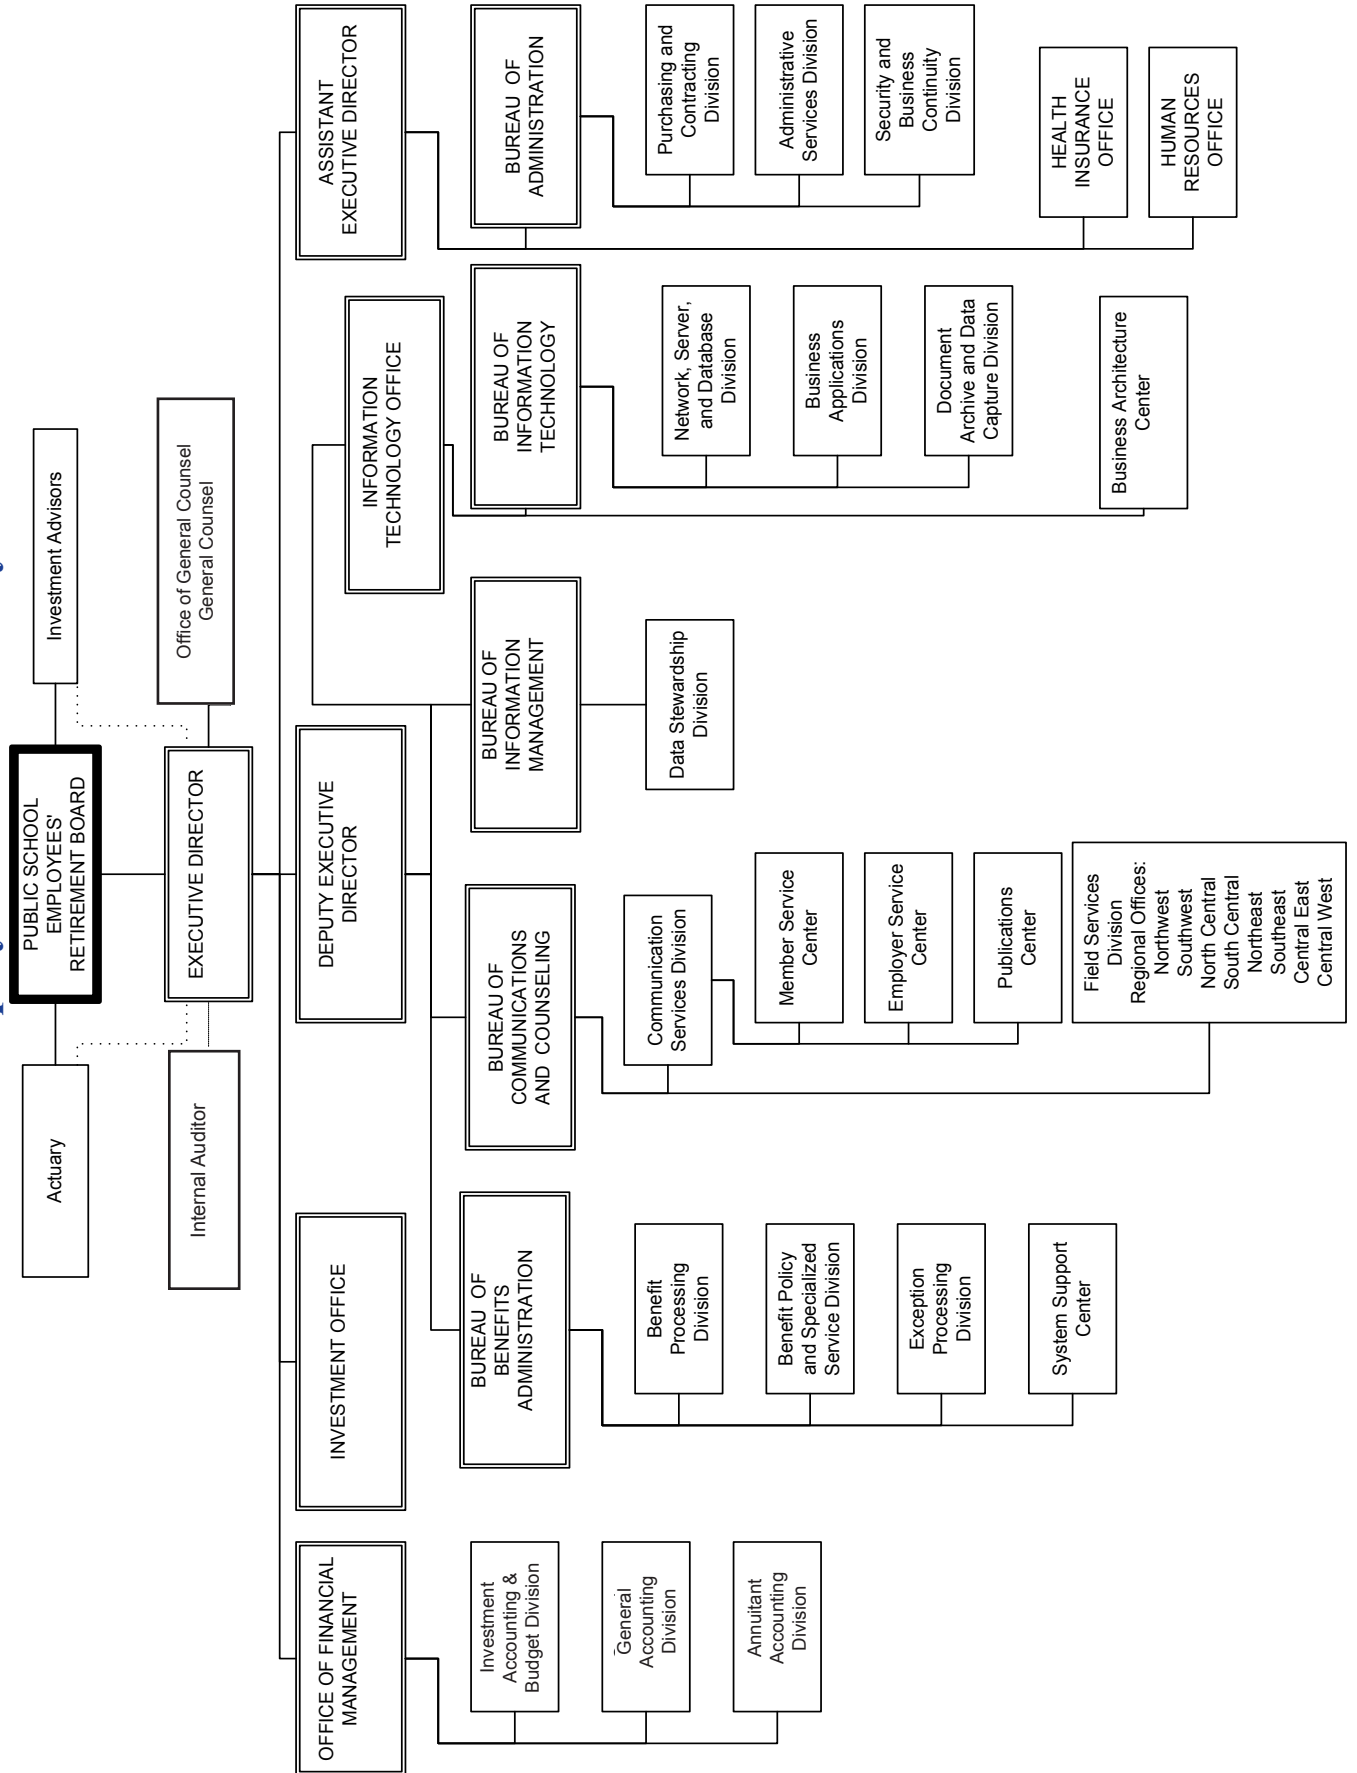 PUBLIC SCHOOL
EMPLOYEES'
RETIREMENT BOARD
Actuary
Investment Advisors
Internal Auditor
EXECUTIVE DIRECTOR
Office of General Counsel
General Counsel
OFFICE OF FINANCIAL
MANAGEMENT
INVESTMENT OFFICE
DEPUTY EXECUTIVE
DIRECTOR
ASSISTANT
EXECUTIVE DIRECTOR
INFORMATION
TECHNOLOGY OFFICE
Investment
Accounting &
Budget Division
General
Accounting
Division
Annuitant
Accounting
Division
BUREAU OF
BENEFITS
ADMINISTRATION
Benefit
Processing
Division
Benefit Policy
and Specialized
Service Division
Exception
Processing
Division
System Support
Center
BUREAU OF
COMMUNICATIONS
AND COUNSELING
Communication
Services Division
Member Service
Center
Employer Service
Center
Publications
Center
Field Services
Division
Regional Offices:
Northwest
Southwest
North Central
South Central
Northeast
Southeast
Central East
Central West
BUREAU OF
INFORMATION
MANAGEMENT
Data Stewardship
Division
BUREAU OF
INFORMATION
TECHNOLOGY
Network, Server,
and Database
Division
Business
Applications
Division
Document
Archive and Data
Capture Division
Business Architecture
Center
BUREAU OF
ADMINISTRATION
Purchasing and
Contracting
Division
Administrative
Services Division
Security and
Business
Continuity
Division
HEALTH
INSURANCE
OFFICE
HUMAN
RESOURCES
OFFICE